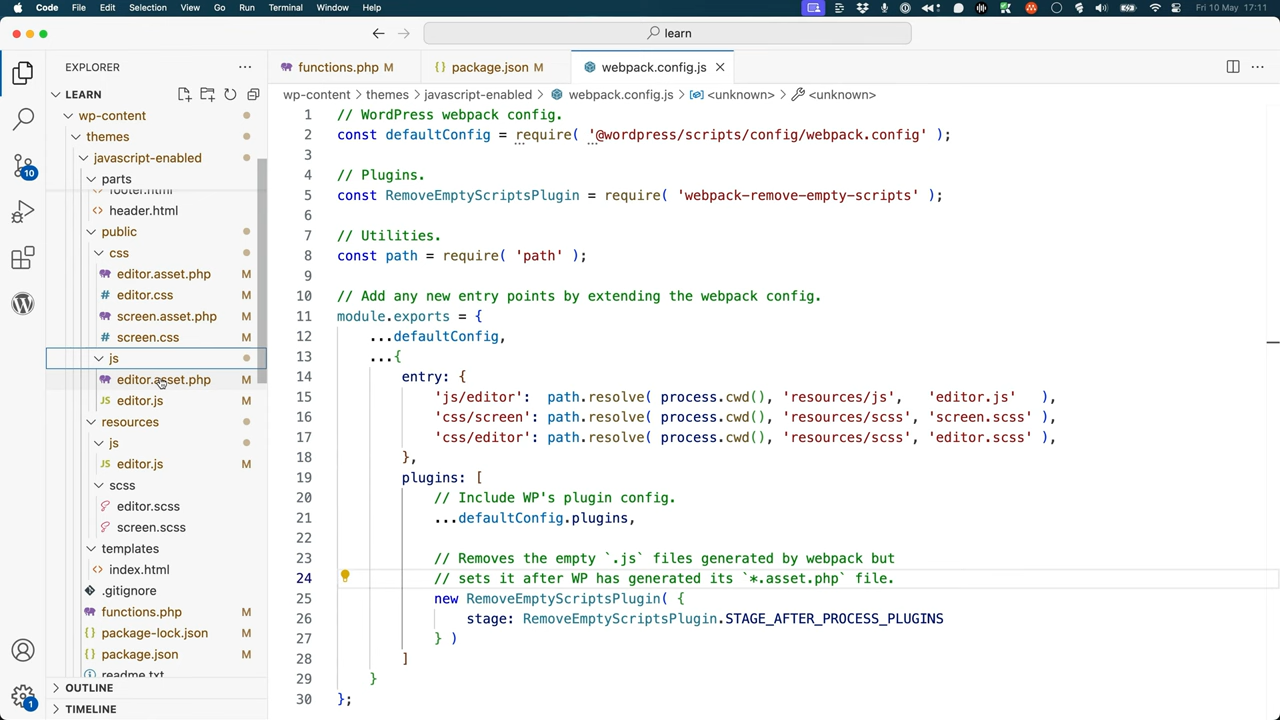 Code File Edit Selection View Go Run Terminal Window Help
Fri 10 May 17:11
learn
EXPLORER
functions.php M
package.json M
webpack.config.js
LEARN
wp-content > themes > javascript-enabled > webpack.config.js > <unknown> > <unknown>
wp-content
themes
javascript-enabled
parts
footer.html
header.html
public
css
editor.asset.php M
editor.css M
screen.asset.php M
screen.css M
js
editor.asset.php M
editor.js M
resources
js
editor.js M
scss
editor.scss
screen.scss
templates
index.html
.gitignore
functions.php M
package-lock.json M
package.json M
readme.txt
OUTLINE
TIMELINE
10
1
1 // WordPress webpack config.
2 const defaultConfig = require( '@wordpress/scripts/config/webpack.config' );
3
4 // Plugins.
5 const RemoveEmptyScriptsPlugin = require( 'webpack-remove-empty-scripts' );
6
7 // Utilities.
8 const path = require( 'path' );
9
10 // Add any new entry points by extending the webpack config.
11 module.exports = {
12 ...defaultConfig,
13 ...{
14 entry: {
15 'js/editor': path.resolve( process.cwd(), 'resources/js', 'editor.js' ),
16 'css/screen': path.resolve( process.cwd(), 'resources/scss', 'screen.scss' ),
17 'css/editor': path.resolve( process.cwd(), 'resources/scss', 'editor.scss' ),
18 },
19 plugins: [
20 // Include WP's plugin config.
21 ...defaultConfig.plugins,
22
23 // Removes the empty `.js` files generated by webpack but
24 // sets it after WP has generated its `*.asset.php` file.
25 new RemoveEmptyScriptsPlugin( {
26 stage: RemoveEmptyScriptsPlugin.STAGE_AFTER_PROCESS_PLUGINS
27 } )
28 ]
29 }
30 };